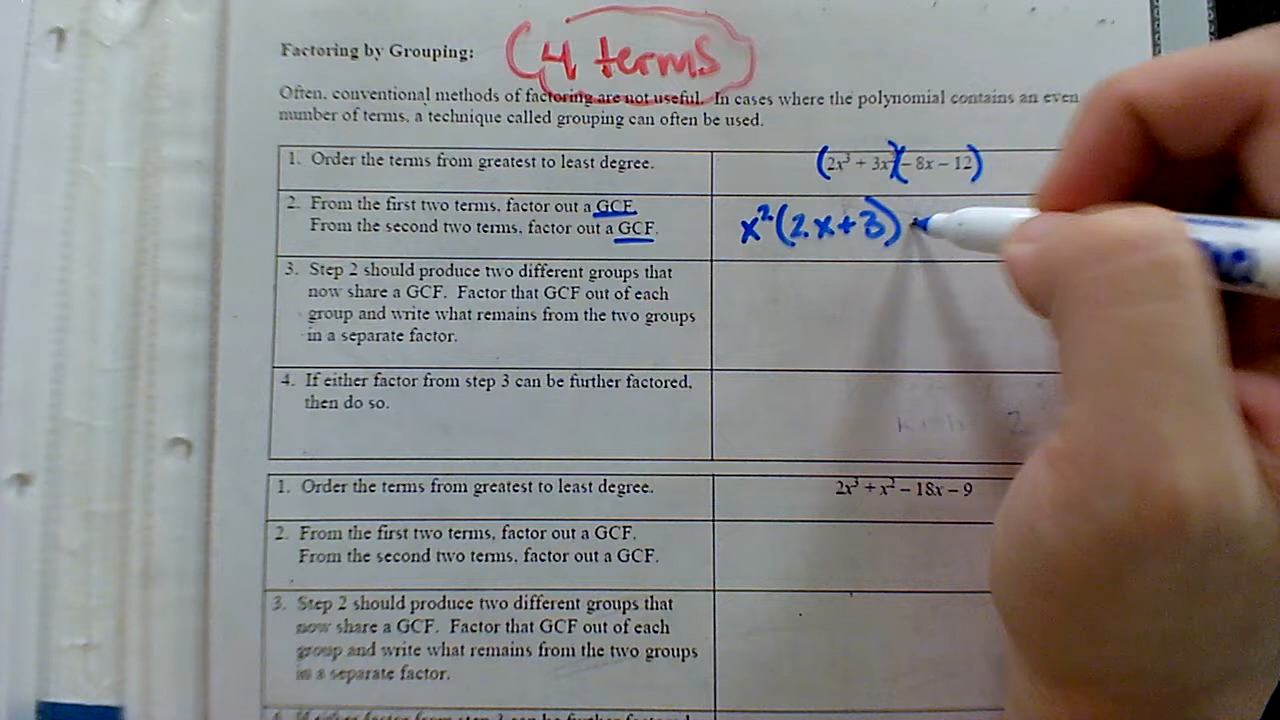 Factoring by Grouping:
(4 terms)
Often, conventional methods of factoring are not useful. In cases where the polynomial contains an even
number of terms, a technique called grouping can often be used.
1. Order the terms from greatest to least degree.
(2x³ + 3x²)(– 8x – 12)
2. From the first two terms, factor out a GCF.
From the second two terms, factor out a GCF.
x²(2x+3) -
3. Step 2 should produce two different groups that
now share a GCF. Factor that GCF out of each
group and write what remains from the two groups
in a separate factor.
4. If either factor from step 3 can be further factored,
then do so.
1. Order the terms from greatest to least degree.
2x³ + x² – 18x – 9
2. From the first two terms, factor out a GCF.
From the second two terms, factor out a GCF.
3. Step 2 should produce two different groups that
now share a GCF. Factor that GCF out of each
group and write what remains from the two groups
in a separate factor.